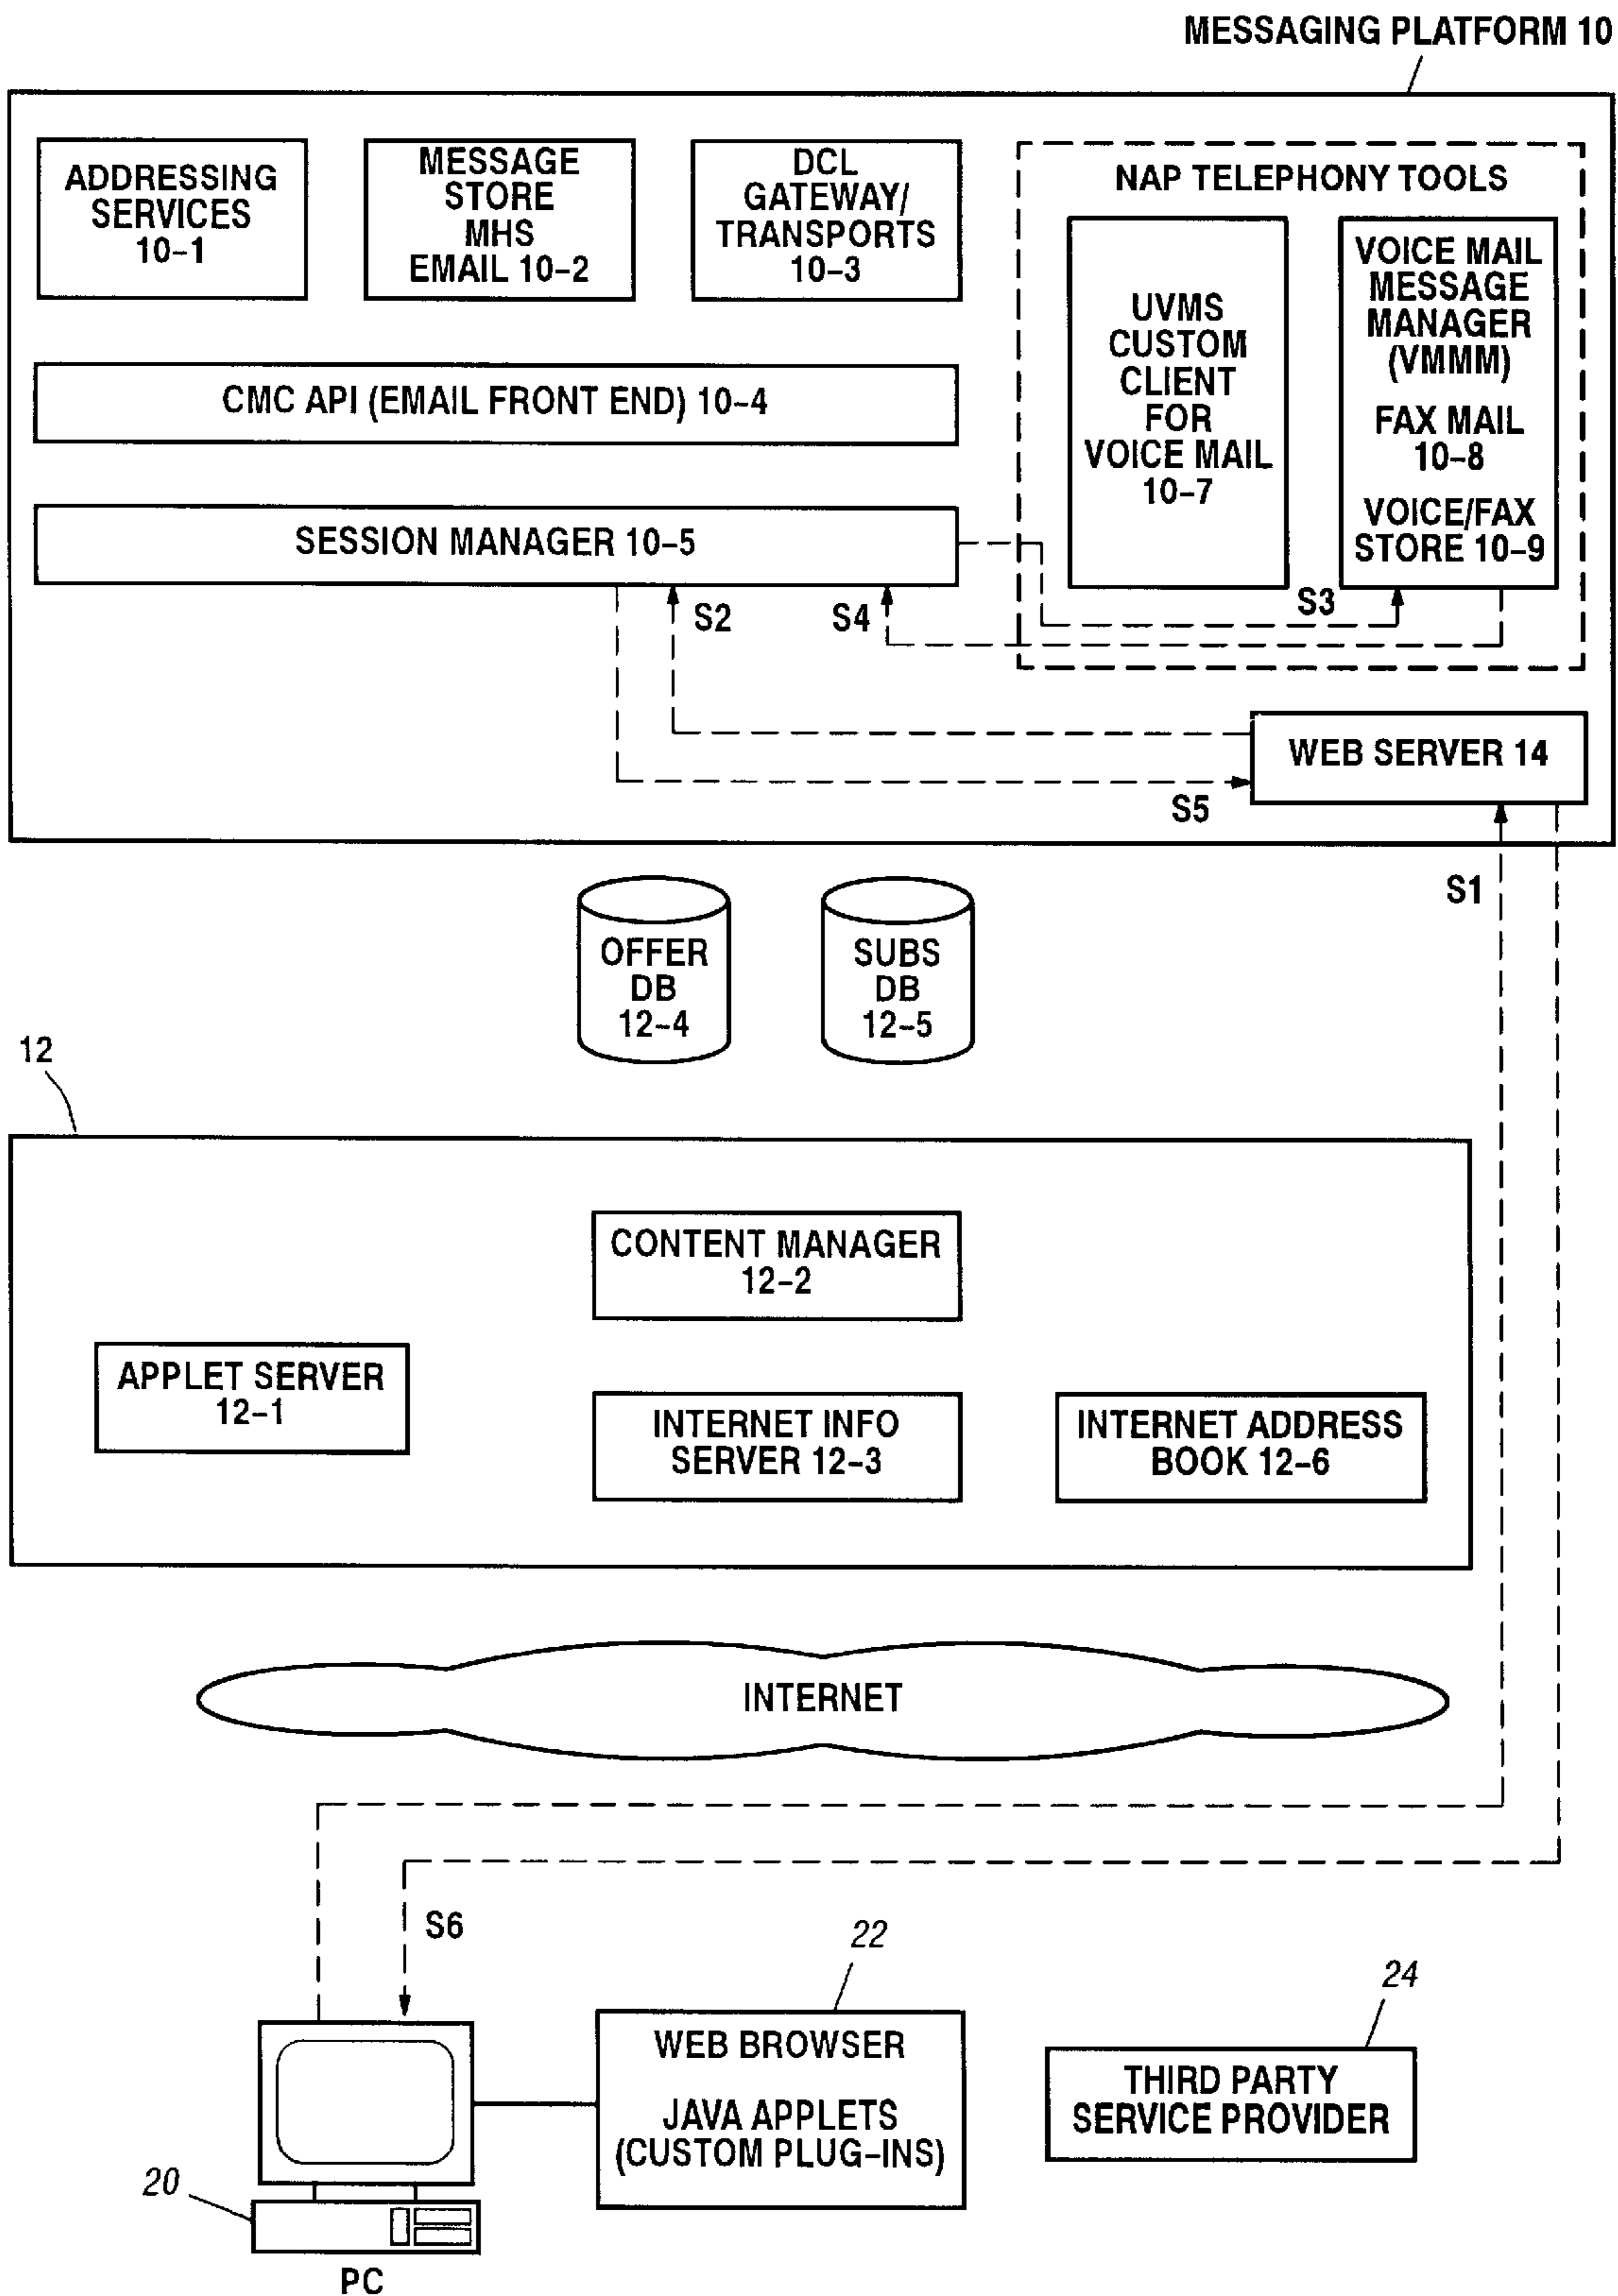 MESSAGING PLATFORM 10
ADDRESSING
SERVICES
10-1
MESSAGE
STORE
MHS
EMAIL 10-2
DCL
GATEWAY/
TRANSPORTS
10-3
NAP TELEPHONY TOOLS
UVMS
CUSTOM
CLIENT
FOR
VOICE MAIL
10-7
VOICE MAIL
MESSAGE
MANAGER
(VMMM)
FAX MAIL
10-8
VOICE/FAX
STORE 10-9
CMC API (EMAIL FRONT END) 10-4
SESSION MANAGER 10-5
S2
S4
S3
WEB SERVER 14
S5
S1
OFFER
DB
12-4
SUBS
DB
12-5
12
CONTENT MANAGER
12-2
APPLET SERVER
12-1
INTERNET INFO
SERVER 12-3
INTERNET ADDRESS
BOOK 12-6
INTERNET
S6
22
24
WEB BROWSER
JAVA APPLETS
(CUSTOM PLUG-INS)
THIRD PARTY
SERVICE PROVIDER
20
PC